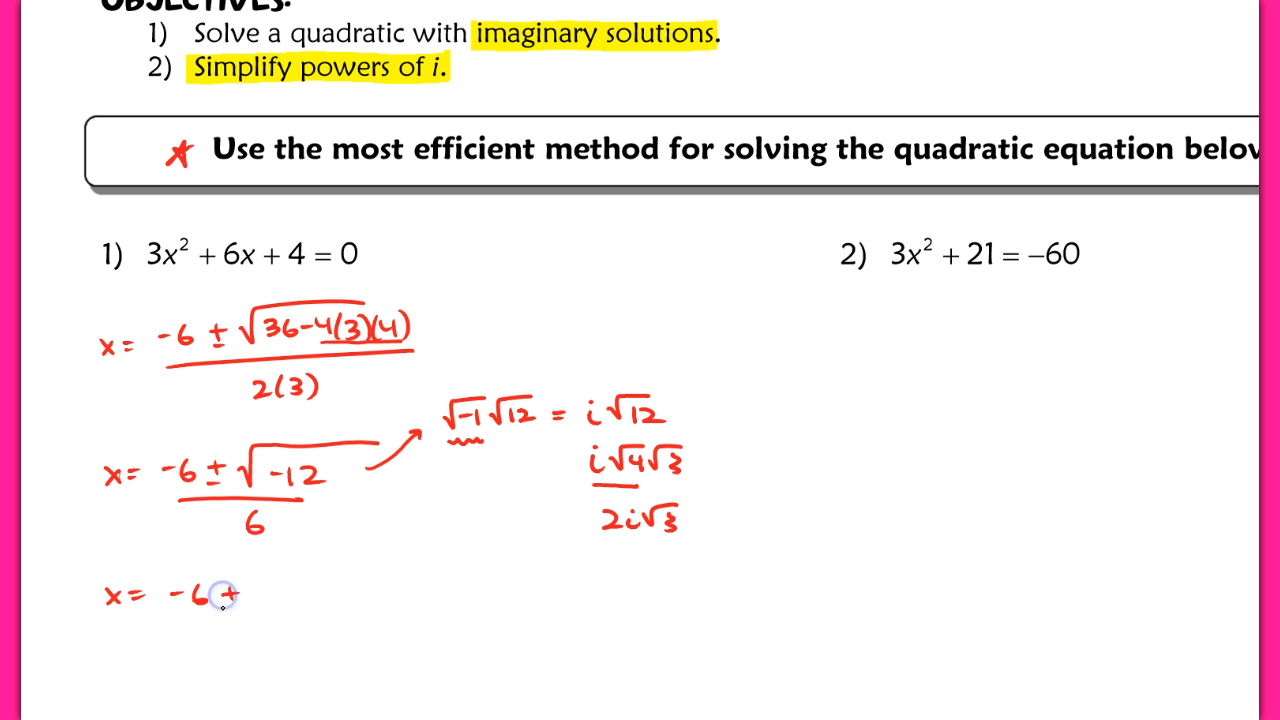 OBJECTIVES:
1) Solve a quadratic with imaginary solutions.
2) Simplify powers of i.
★ Use the most efficient method for solving the quadratic equation below
1) 3x² + 6x + 4 = 0
x = -6 ± √36-4(3)(4)
2(3)
x = -6 ± √-12
6
√-1 √12 = i√12
i√4√3
2i√3
x = -6 +
2) 3x² + 21 = −60